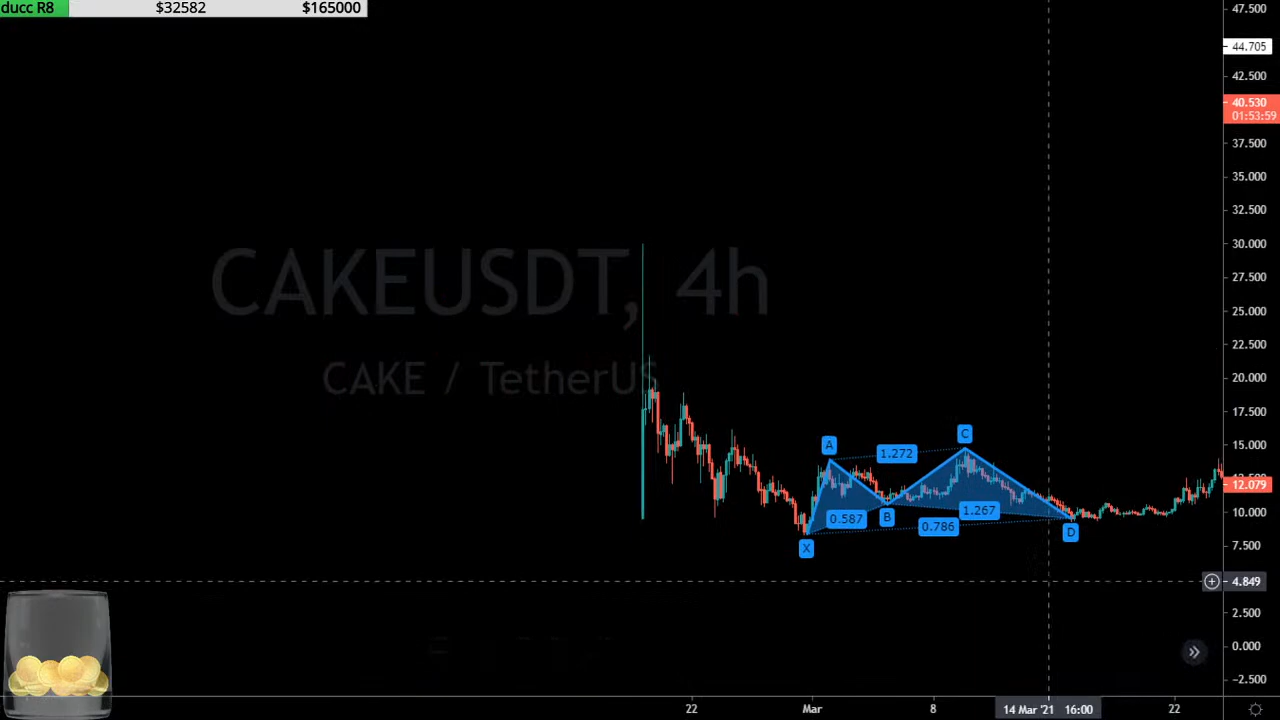 ducc R8 $32582 $165000
47.500
44.705
42.500
40.530
01:53:59
37.500
35.000
32.500
30.000
27.500
25.000
22.500
20.000
17.500
15.000
12.079
10.000
7.500
4.849
2.500
0.000
−2.500
CAKEUSDT, 4h
CAKE / TetherUS
A
C
1.272
0.587
B
1.267
0.786
X
D
22 Mar 8 14 Mar '21 16:00 22